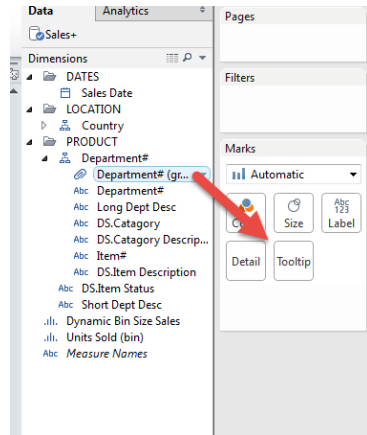 Data
Analytics
Sales+
Dimensions
DATES
Sales Date
LOCATION
Country
PRODUCT
Department#
Department# (gr...
Abc Department#
Abc Long Dept Desc
Abc DS.Catagory
Abc DS.Catagory Descrip...
Abc Item#
Abc DS.Item Description
Abc DS.Item Status
Abc Short Dept Desc
Dynamic Bin Size Sales
Units Sold (bin)
Abc Measure Names
Pages
Filters
Marks
Automatic
Size
Abc
123
Label
Detail
Tooltip